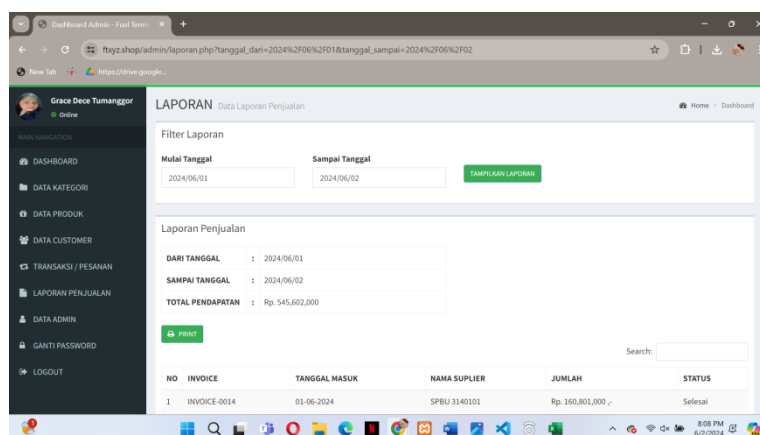 Dashboard Admin - Fuel Termi
ftxyz.shop/admin/laporan.php?tanggal_dari=2024%2F06%2F01&tanggal_sampai=2024%2F06%2F02
New Tab
https://drive.google...
Grace Dece Tumanggor
Online
MAIN NAVIGATION
DASHBOARD
DATA KATEGORI
DATA PRODUK
DATA CUSTOMER
TRANSAKSI / PESANAN
LAPORAN PENJUALAN
DATA ADMIN
GANTI PASSWORD
LOGOUT
LAPORAN Data Laporan Penjualan
Home > Dashboard
Filter Laporan
Mulai Tanggal Sampai Tanggal
2024/06/01 2024/06/02 TAMPILKAN LAPORAN
Laporan Penjualan
DARI TANGGAL : 2024/06/01
SAMPAI TANGGAL : 2024/06/02
TOTAL PENDAPATAN : Rp. 545,602,000
PRINT
Search:
NO INVOICE TANGGAL MASUK NAMA SUPLIER JUMLAH STATUS
1 INVOICE-0014 01-06-2024 SPBU 3140101 Rp. 160,801,000 ,- Selesai
8:08 PM
6/2/2024